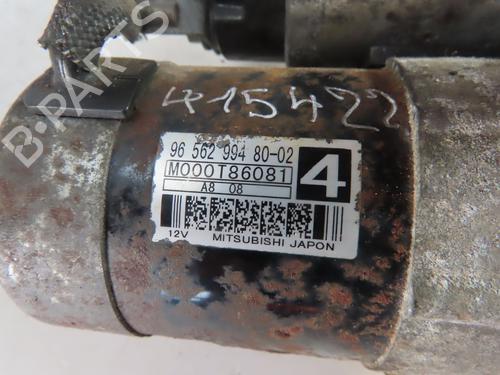 B-PARTS
415422
96 562 994 80-02
M000T86081
A8 08
4
12V MITSUBISHI JAPON